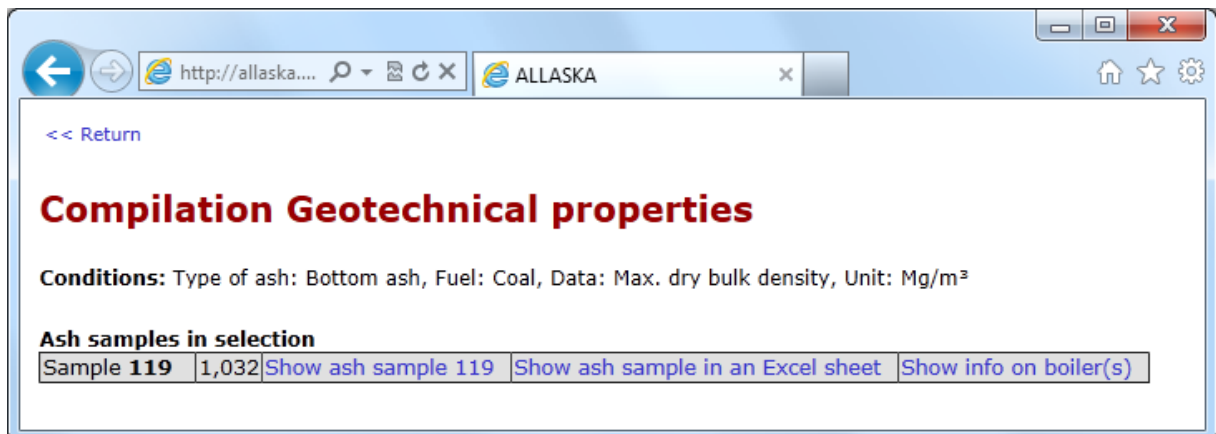 http://allaska.... ALLASKA
<< Return
Compilation Geotechnical properties
Conditions: Type of ash: Bottom ash, Fuel: Coal, Data: Max. dry bulk density, Unit: Mg/m³
Ash samples in selection
Sample 119 1,032 Show ash sample 119 Show ash sample in an Excel sheet Show info on boiler(s)